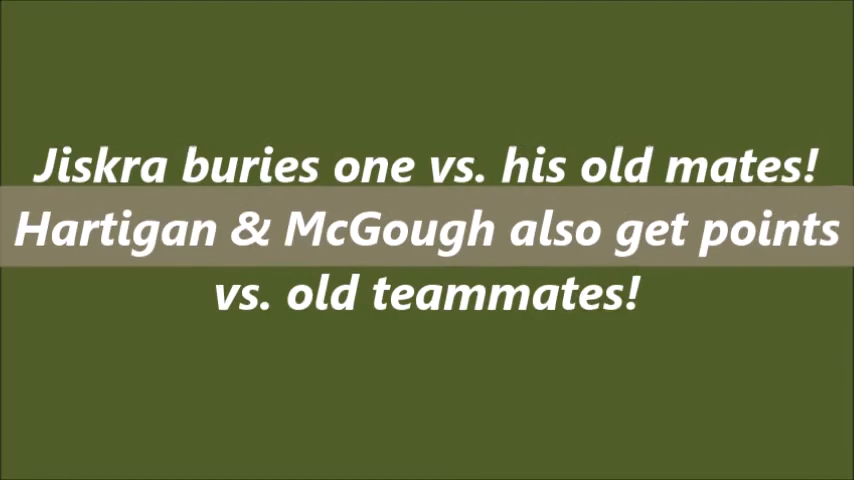 Jiskra buries one vs. his old mates!
Hartigan & McGough also get points
vs. old teammates!